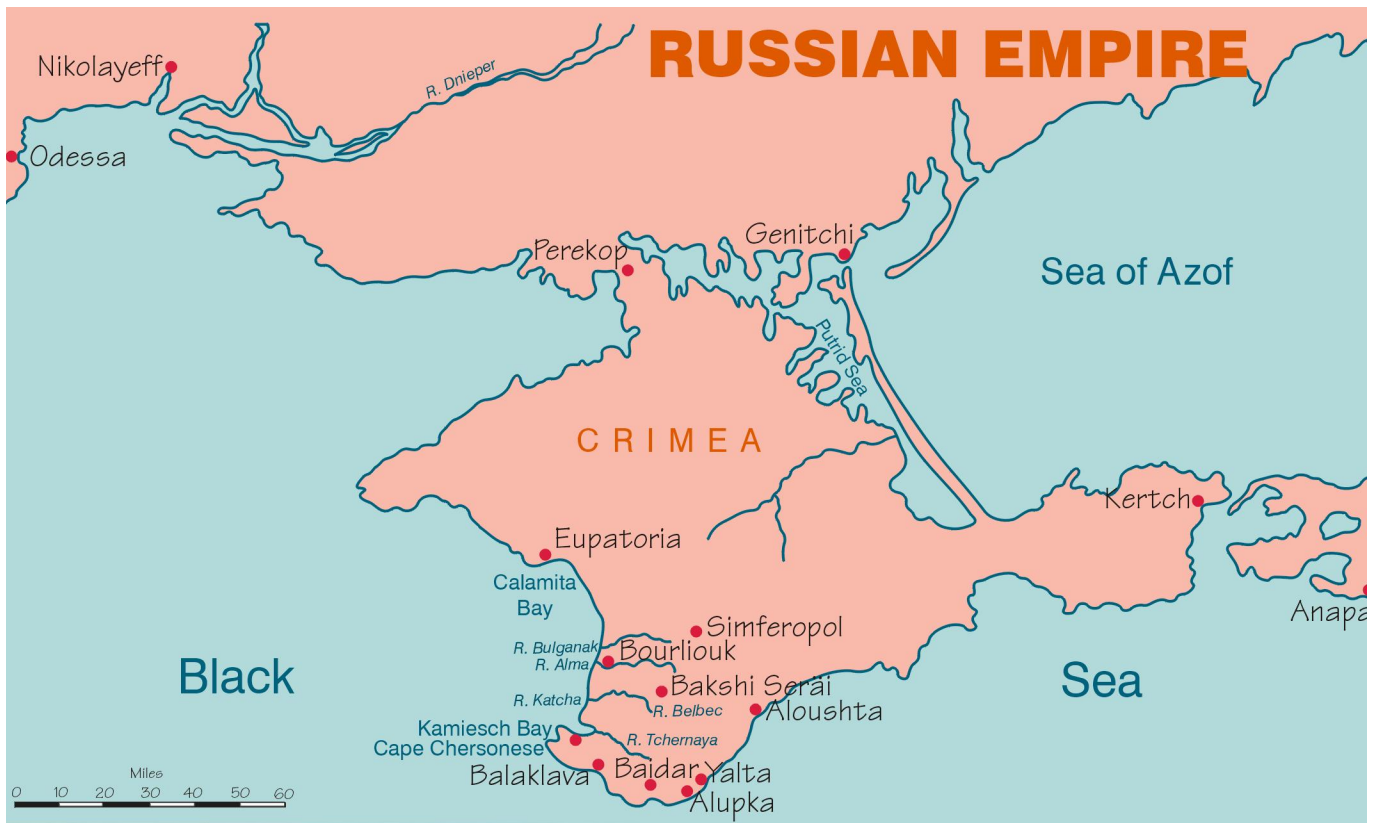 RUSSIAN EMPIRE
Nikolayeff
R. Dnieper
Odessa
Perekop
Genitchi
Sea of Azof
Putrid Sea
CRIMEA
Kertch
Eupatoria
Calamita
Bay
Anapa
Simferopol
R. Bulganak
Bourliouk
R. Alma
Black
Sea
Bakshi Seräi
R. Katcha
R. Belbec
Aloushta
Kamiesch Bay
R. Tchernaya
Cape Chersonese
Balaklava
Baidar
Yalta
Alupka
Miles
0 10 20 30 40 50 60